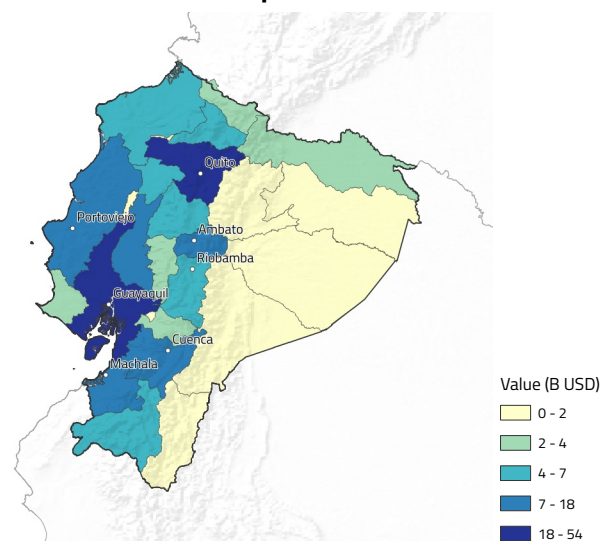 Quito
Portoviejo
Ambato
Riobamba
Guayaquil
Cuenca
Machala
Value (B USD)
0 - 2
2 - 4
4 - 7
7 - 18
18 - 54